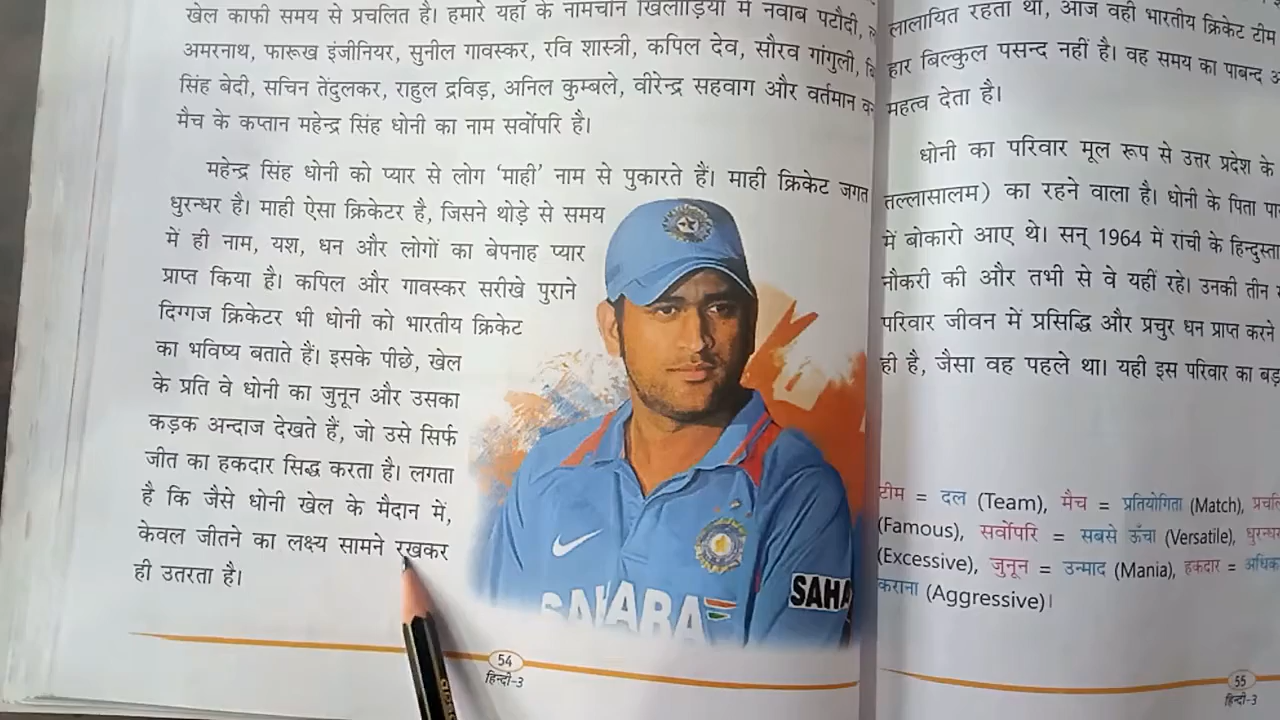 खेल काफी समय से प्रचलित है। हमारे यहाँ के नामचीन खिलाड़ियों में नवाब पटौदी,
अमरनाथ, फारूख इंजीनियर, सुनील गावस्कर, रवि शास्त्री, कपिल देव, सौरव गांगुली,
सिंह बेदी, सचिन तेंदुलकर, राहुल द्रविड़, अनिल कुम्बले, वीरेन्द्र सहवाग और वर्तमान
मैच के कप्तान महेन्द्र सिंह धोनी का नाम सर्वोपरि है।
महेन्द्र सिंह धोनी को प्यार से लोग ‘माही’ नाम से पुकारते हैं। माही क्रिकेट जगत
धुरन्धर है। माही ऐसा क्रिकेटर है, जिसने थोड़े से समय
में ही नाम, यश, धन और लोगों का बेपनाह प्यार
प्राप्त किया है। कपिल और गावस्कर सरीखे पुराने
दिग्गज क्रिकेटर भी धोनी को भारतीय क्रिकेट
का भविष्य बताते हैं। इसके पीछे, खेल
के प्रति वे धोनी का जुनून और उसका
कड़क अन्दाज देखते हैं, जो उसे सिर्फ
जीत का हकदार सिद्ध करता है। लगता
है कि जैसे धोनी खेल के मैदान में,
केवल जीतने का लक्ष्य सामने रखकर
ही उतरता है।
SAHARA
SAHA
54
हिन्दी-3
लालायित रहता था, आज वही भारतीय क्रिकेट टीम
हार बिल्कुल पसन्द नहीं है। वह समय का पाबन्द
महत्व देता है।
धोनी का परिवार मूल रूप से उत्तर प्रदेश के
तल्लासालम) का रहने वाला है। धोनी के पिता
में बोकारो आए थे। सन् 1964 में रांची के
नौकरी की और तभी से वे यहीं रहे। उनकी तीन
परिवार जीवन में प्रसिद्धि और प्रचुर धन प्राप्त करने
ही है, जैसा वह पहले था। यही इस परिवार का
टीम = दल (Team), मैच = प्रतियोगिता (Match),
(Famous), सर्वोपरि = सबसे ऊँचा (Versatile),
(Excessive), जुनून = उन्माद (Mania), हकदार =
कराना (Aggressive)।
55
हिन्दी-3